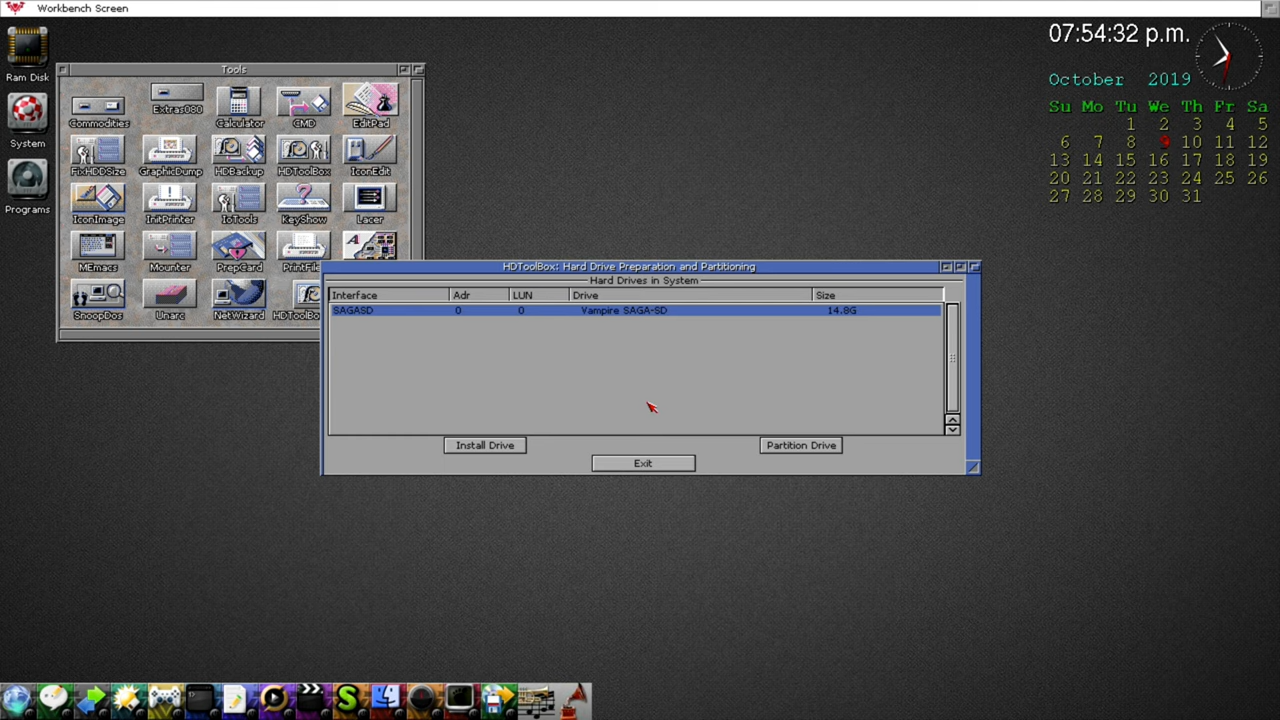 Workbench Screen
07:54:32 p.m.
October 2019
Su Mo Tu We Th Fr Sa
1 2 3 4 5
6 7 8 9 10 11 12
13 14 15 16 17 18 19
20 21 22 23 24 25 26
27 28 29 30 31
Ram Disk
System
Programs
Tools
Commodities Extras080 Calculator CMD EditPad
FixHDDSize GraphicDump HDBackup HDToolBox IconEdit
IconImage InitPrinter IoTools KeyShow Lacer
MEmacs Mounter PrepCard PrintFile
SnoopDos Unarc NetWizard HDToolBo
HDToolBox: Hard Drive Preparation and Partitioning
Hard Drives in System
Interface Adr LUN Drive Size
SAGASD 0 0 Vampire SAGA-SD 14.8G
Install Drive Partition Drive
Exit